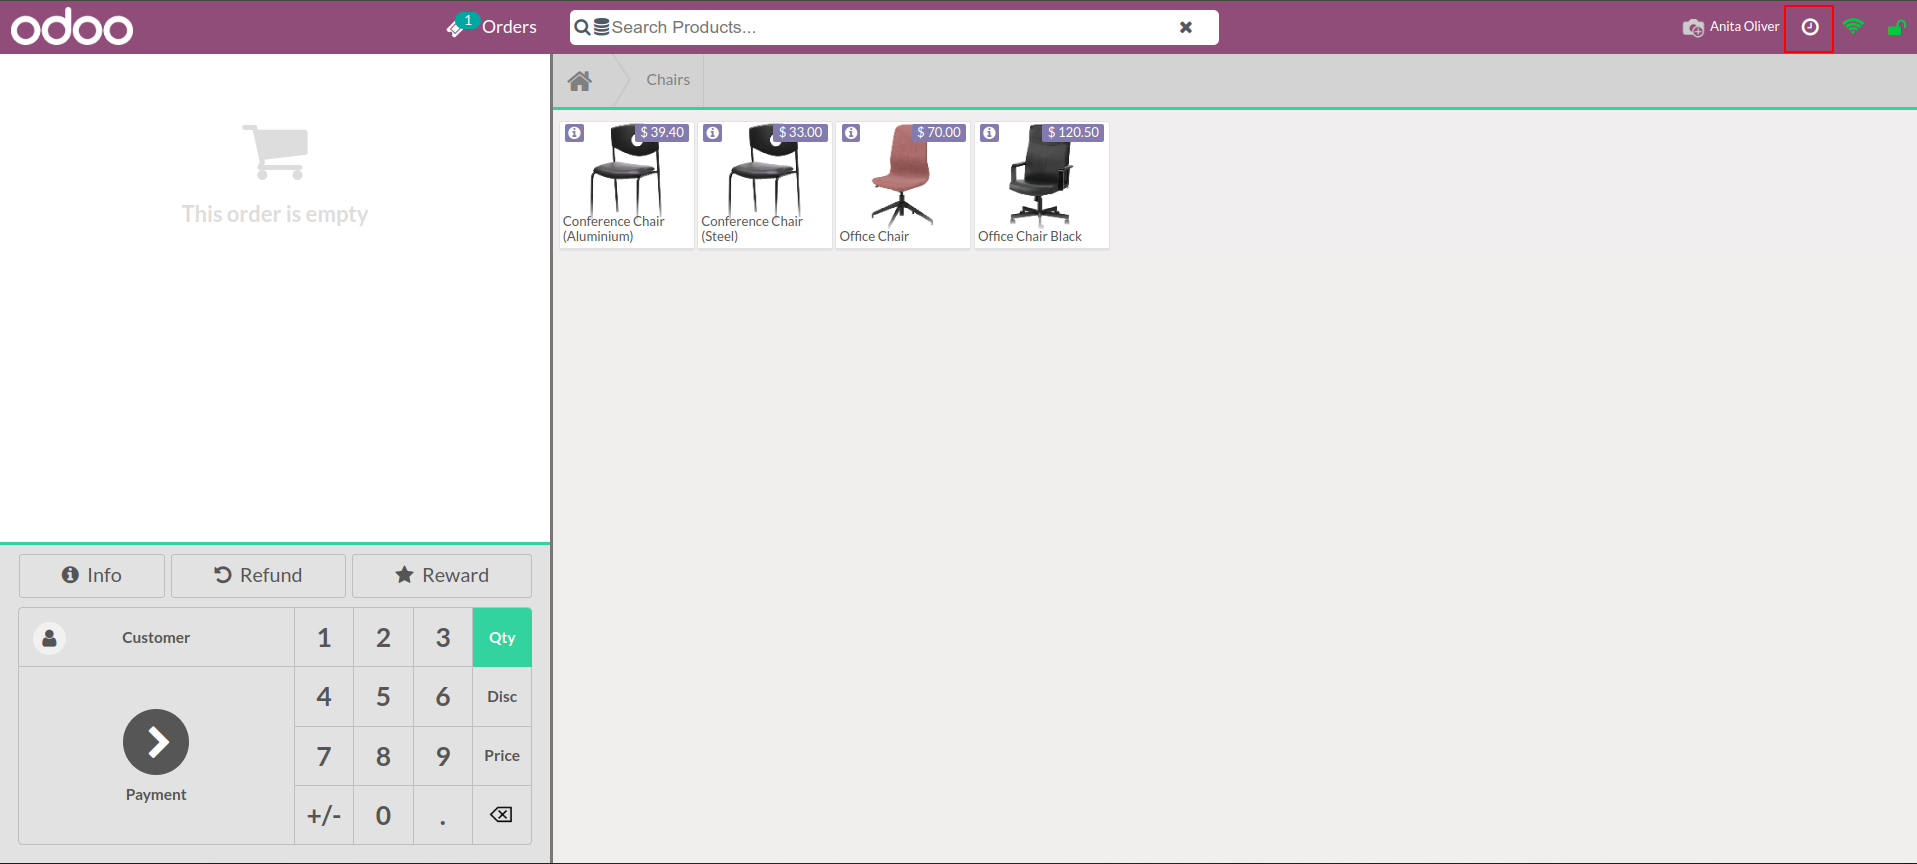 odoo
1
Orders
Search Products...
Anita Oliver
This order is empty
Chairs
$ 39.40
Conference Chair
(Aluminium)
$ 33.00
Conference Chair
(Steel)
$ 70.00
Office Chair
$ 120.50
Office Chair Black
Info
Refund
Reward
Customer
1 2 3 Qty
4 5 6 Disc
7 8 9 Price
Payment
+/- 0 .